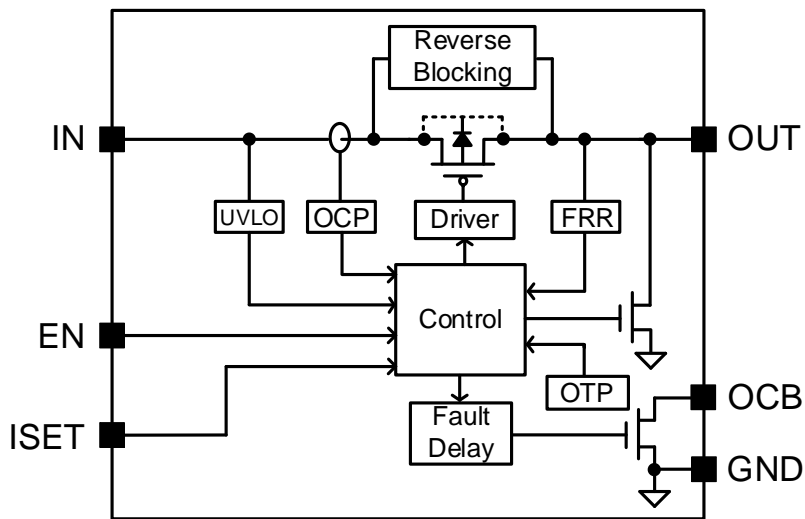 Reverse
Blocking
IN
OUT
UVLO
OCP
Driver
FRR
Control
EN
OTP
ISET
Fault
Delay
OCB
GND